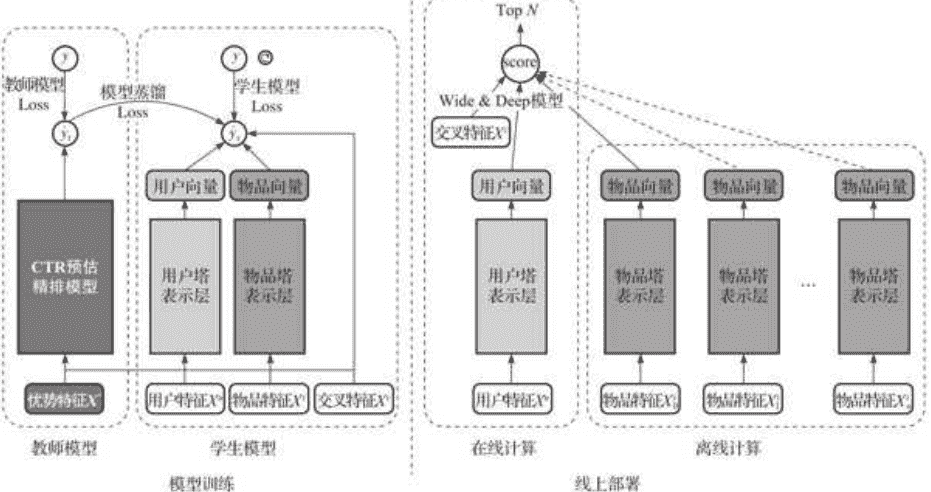 y
教师模型
Loss
模型蒸馏
Loss
y
学生模型
Loss
用户向量
物品向量
CTR预估
精排模型
用户塔
表示层
物品塔
表示层
优势特征X*
用户特征Xᵘ
物品特征Xⁱ
交叉特征Xᶜ
教师模型
学生模型
模型训练
Top N
score
Wide & Deep模型
交叉特征Xᶜ
用户向量
物品向量
物品向量
物品向量
用户塔
表示层
物品塔
表示层
物品塔
表示层
...
物品塔
表示层
用户特征Xᵘ
物品特征
物品特征
物品特征
在线计算
离线计算
线上部署